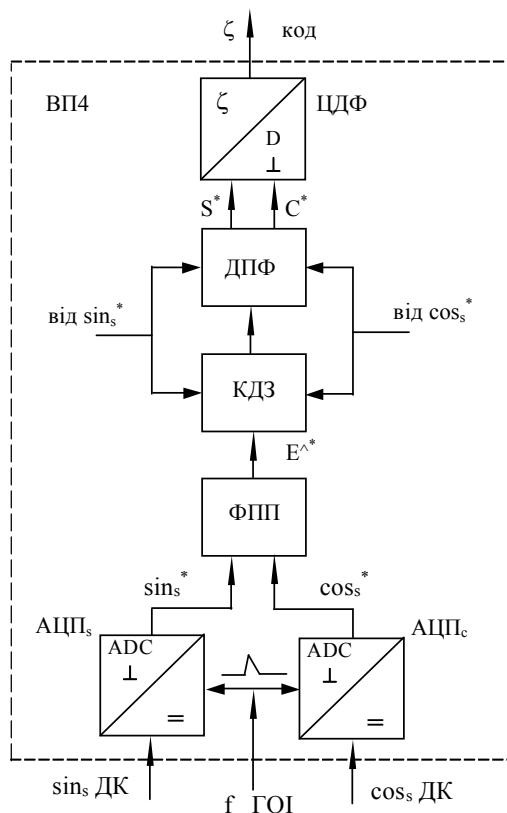 ζ код
ВП4
ζ
D
⊥
ЦДФ
S* C*
ДПФ
від sinₛ* від cosₛ*
КДЗ
E^*
ФПП
sinₛ* cosₛ*
АЦПₛ АЦП𝒸
ADC ADC
⊥ ⊥
= =
sinₛ ДК f ГОІ cosₛ ДК